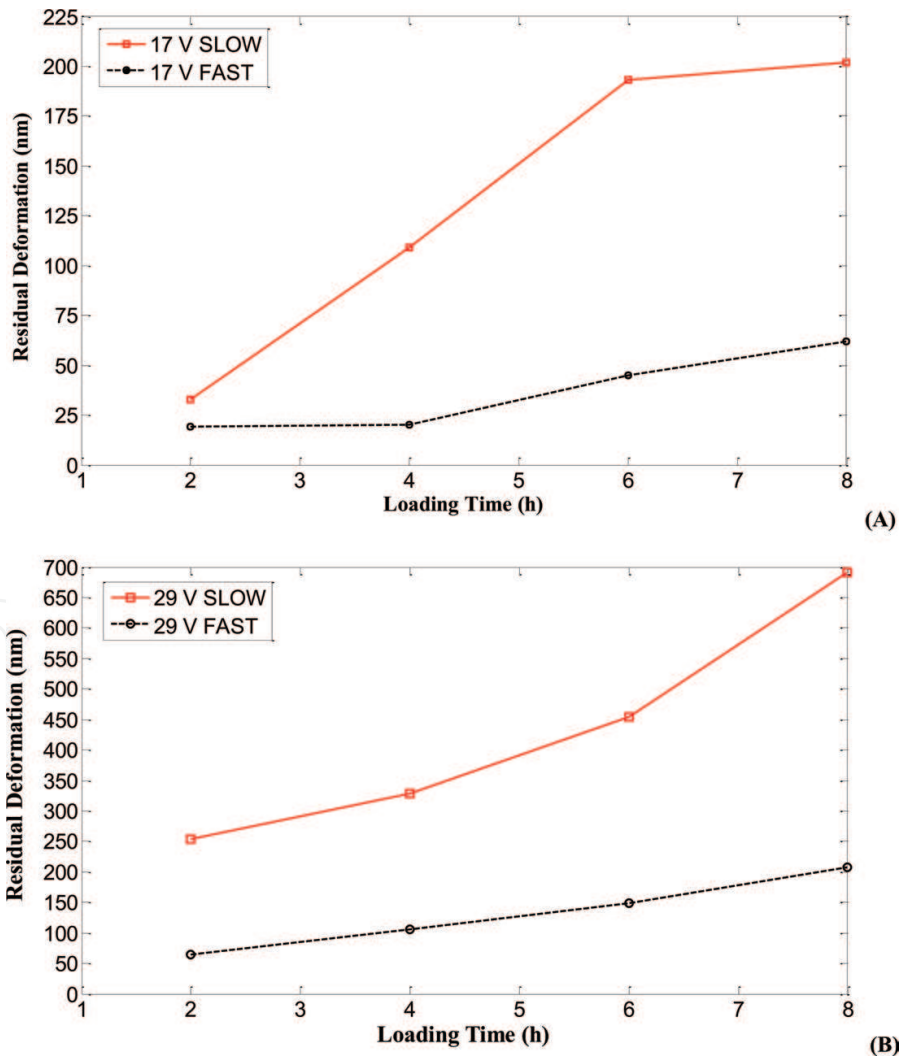 225
200
175
150
125
100
75
50
25
0
Residual Deformation (nm)
17 V SLOW
17 V FAST
1 2 3 4 5 6 7 8
Loading Time (h)
(A)
700
650
600
550
500
450
400
350
300
250
200
150
100
50
0
Residual Deformation (nm)
29 V SLOW
29 V FAST
1 2 3 4 5 6 7 8
Loading Time (h)
(B)